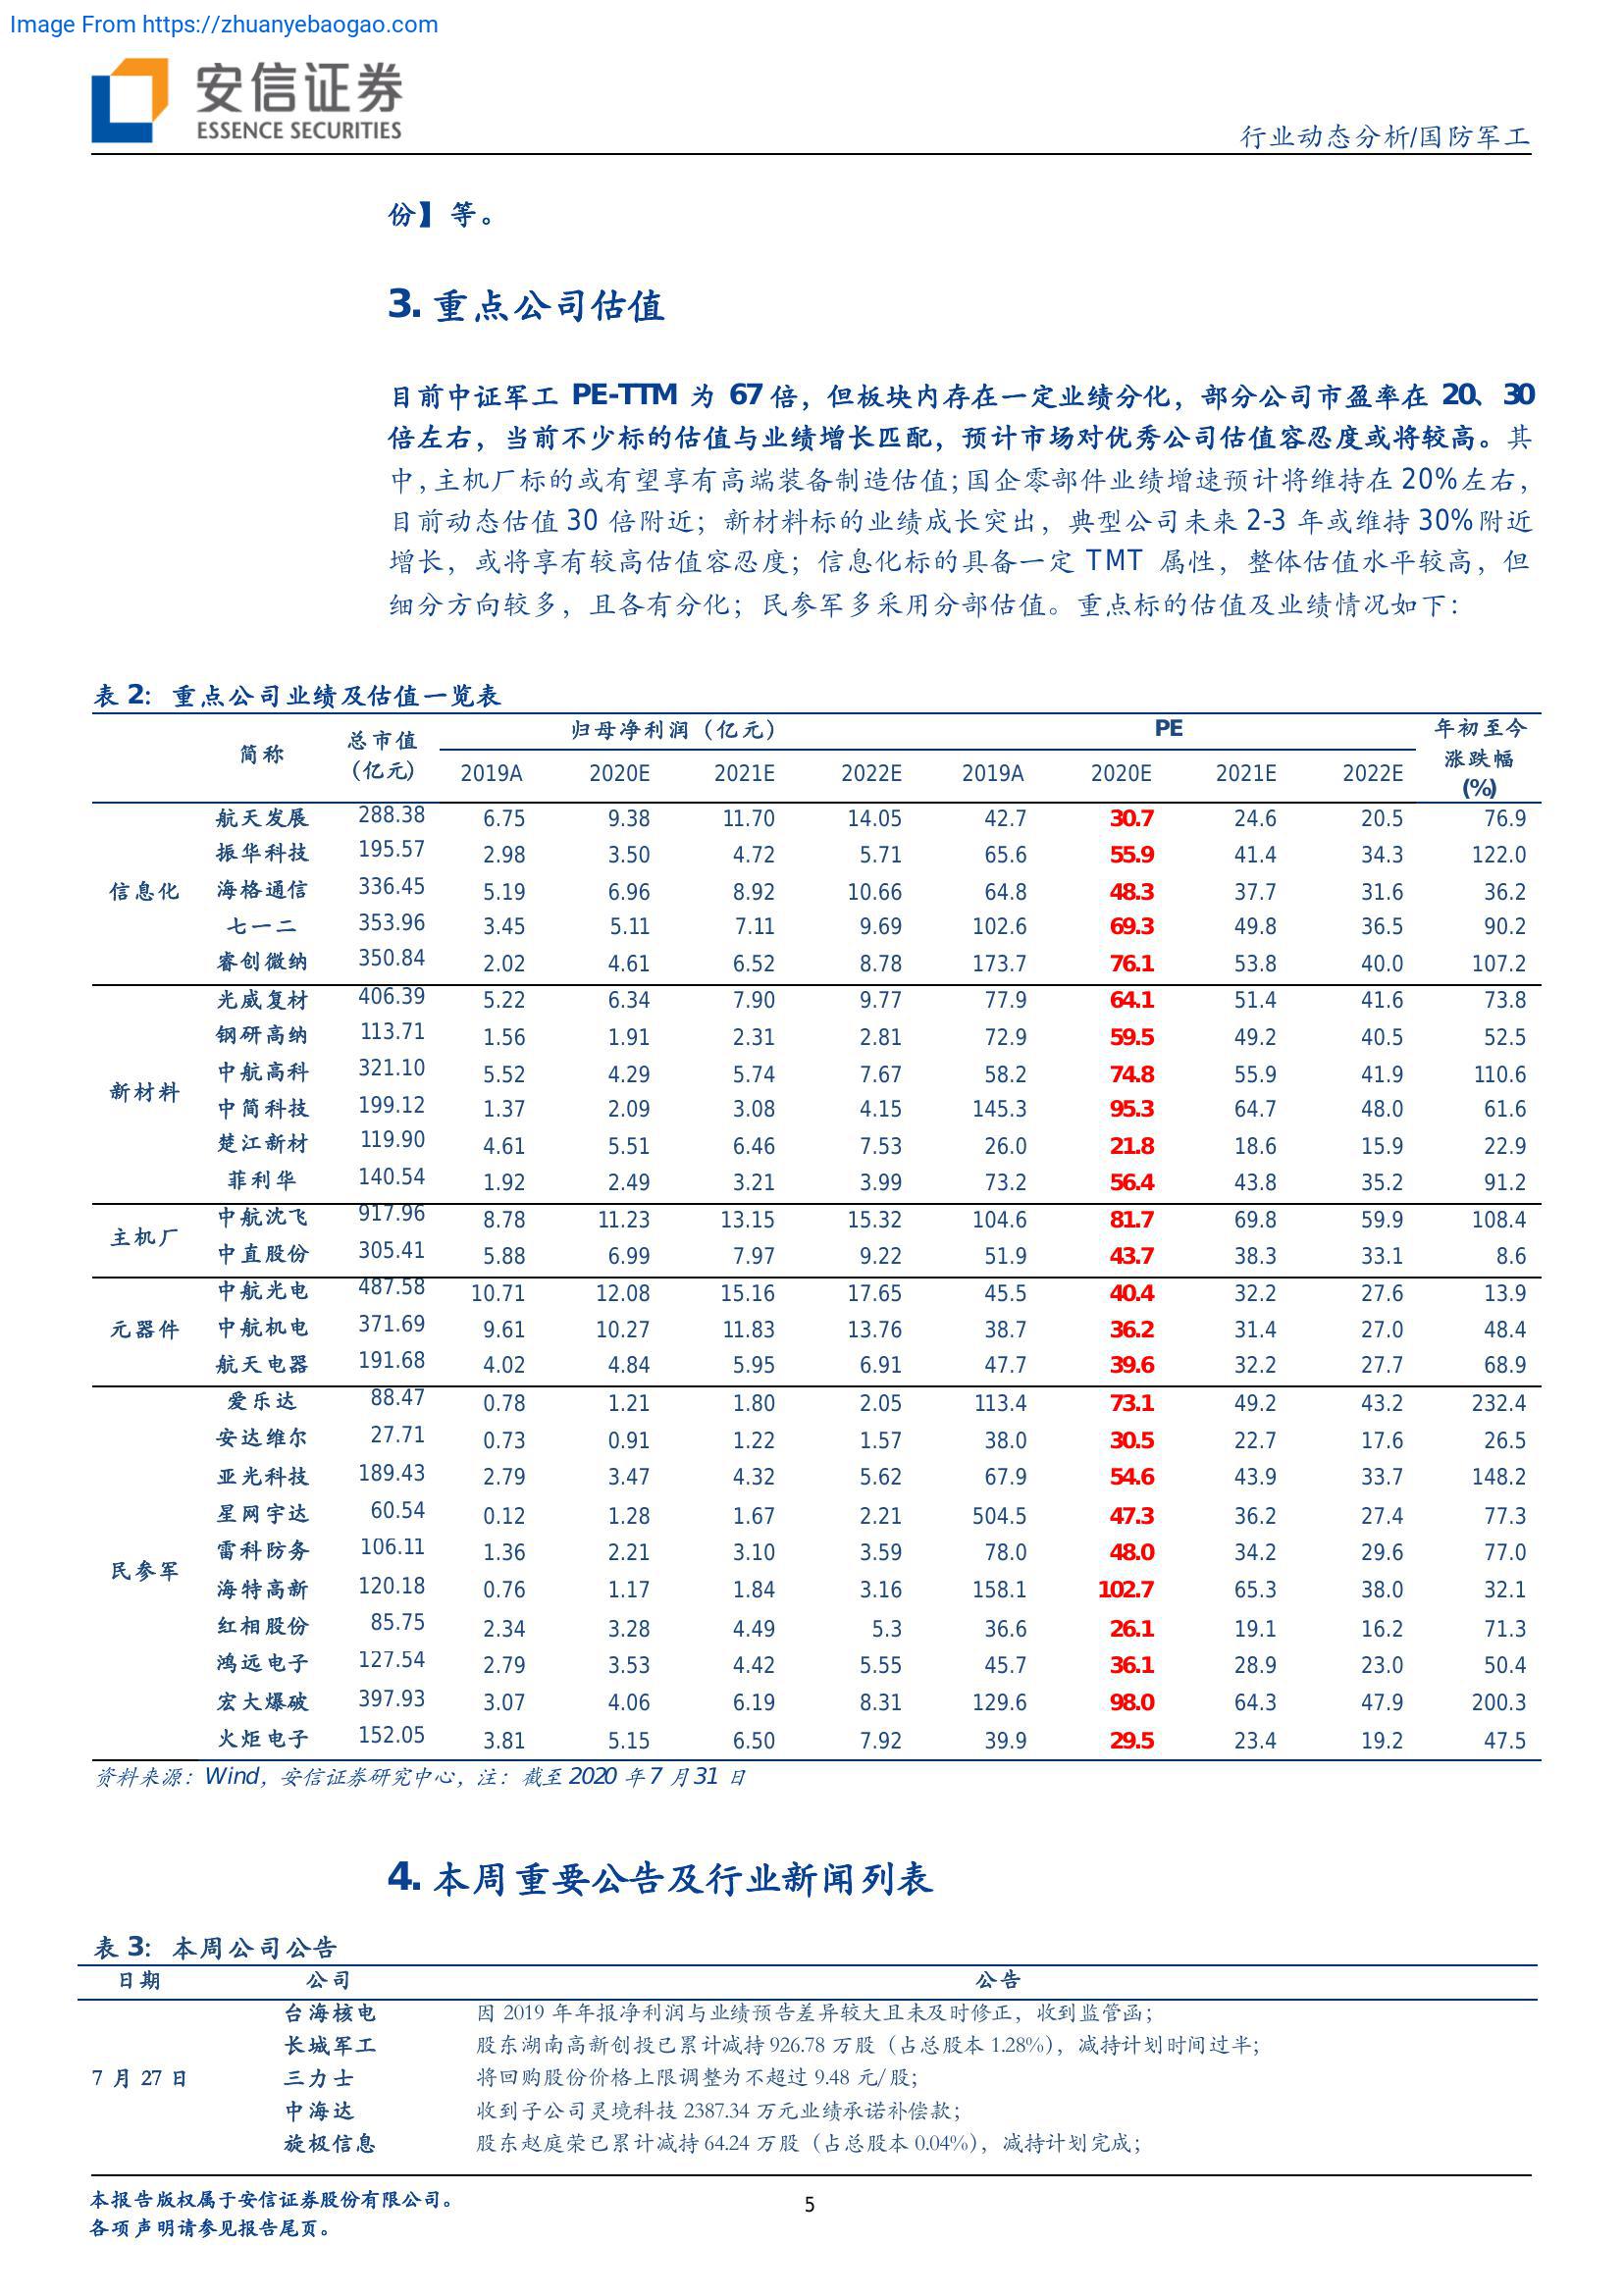 Image From https://zhuanyebaogao.com
安信证券
ESSENCE SECURITIES
行业动态分析/国防军工
份】等。
3. 重点公司估值
目前中证军工 PE-TTM 为 67 倍，但板块内存在一定业绩分化，部分公司市盈率在 20、30
倍左右，当前不少标的估值与业绩增长匹配，预计市场对优秀公司估值容忍度或将较高。其
中，主机厂标的或有望享有高端装备制造估值；国企零部件业绩增速预计将维持在 20%左右，
目前动态估值 30 倍附近；新材料标的业绩成长突出，典型公司未来 2-3 年或维持 30%附近
增长，或将享有较高估值容忍度；信息化标的具备一定 TMT 属性，整体估值水平较高，但
细分方向较多，且各有分化；民参军多采用分部估值。重点标的估值及业绩情况如下：
表 2：重点公司业绩及估值一览表
简称 总市值（亿元） 归母净利润（亿元） PE 年初至今涨跌幅(%)
2019A 2020E 2021E 2022E 2019A 2020E 2021E 2022E
信息化
航天发展 288.38 6.75 9.38 11.70 14.05 42.7 30.7 24.6 20.5 76.9
振华科技 195.57 2.98 3.50 4.72 5.71 65.6 55.9 41.4 34.3 122.0
海格通信 336.45 5.19 6.96 8.92 10.66 64.8 48.3 37.7 31.6 36.2
七一二 353.96 3.45 5.11 7.11 9.69 102.6 69.3 49.8 36.5 90.2
睿创微纳 350.84 2.02 4.61 6.52 8.78 173.7 76.1 53.8 40.0 107.2
新材料
光威复材 406.39 5.22 6.34 7.90 9.77 77.9 64.1 51.4 41.6 73.8
钢研高纳 113.71 1.56 1.91 2.31 2.81 72.9 59.5 49.2 40.5 52.5
中航高科 321.10 5.52 4.29 5.74 7.67 58.2 74.8 55.9 41.9 110.6
中简科技 199.12 1.37 2.09 3.08 4.15 145.3 95.3 64.7 48.0 61.6
楚江新材 119.90 4.61 5.51 6.46 7.53 26.0 21.8 18.6 15.9 22.9
菲利华 140.54 1.92 2.49 3.21 3.99 73.2 56.4 43.8 35.2 91.2
主机厂
中航沈飞 917.96 8.78 11.23 13.15 15.32 104.6 81.7 69.8 59.9 108.4
中直股份 305.41 5.88 6.99 7.97 9.22 51.9 43.7 38.3 33.1 8.6
元器件
中航光电 487.58 10.71 12.08 15.16 17.65 45.5 40.4 32.2 27.6 13.9
中航机电 371.69 9.61 10.27 11.83 13.76 38.7 36.2 31.4 27.0 48.4
航天电器 191.68 4.02 4.84 5.95 6.91 47.7 39.6 32.2 27.7 68.9
民参军
爱乐达 88.47 0.78 1.21 1.80 2.05 113.4 73.1 49.2 43.2 232.4
安达维尔 27.71 0.73 0.91 1.22 1.57 38.0 30.5 22.7 17.6 26.5
亚光科技 189.43 2.79 3.47 4.32 5.62 67.9 54.6 43.9 33.7 148.2
星网宇达 60.54 0.12 1.28 1.67 2.21 504.5 47.3 36.2 27.4 77.3
雷科防务 106.11 1.36 2.21 3.10 3.59 78.0 48.0 34.2 29.6 77.0
海特高新 120.18 0.76 1.17 1.84 3.16 158.1 102.7 65.3 38.0 32.1
红相股份 85.75 2.34 3.28 4.49 5.3 36.6 26.1 19.1 16.2 71.3
鸿远电子 127.54 2.79 3.53 4.42 5.55 45.7 36.1 28.9 23.0 50.4
宏大爆破 397.93 3.07 4.06 6.19 8.31 129.6 98.0 64.3 47.9 200.3
火炬电子 152.05 3.81 5.15 6.50 7.92 39.9 29.5 23.4 19.2 47.5
资料来源：Wind，安信证券研究中心，注：截至 2020 年 7 月 31 日
4. 本周重要公告及行业新闻列表
表 3：本周公司公告
日期 公司 公告
7 月 27 日
台海核电 因 2019 年年报净利润与业绩预告差异较大且未及时修正，收到监管函；
长城军工 股东湖南高新创投已累计减持 926.78 万股（占总股本 1.28%），减持计划时间过半；
三力士 将回购股份价格上限调整为不超过 9.48 元/股；
中海达 收到子公司灵境科技 2387.34 万元业绩承诺补偿款；
旋极信息 股东赵庭荣已累计减持 64.24 万股（占总股本 0.04%），减持计划完成；
本报告版权属于安信证券股份有限公司。
各项声明请参见报告尾页。
5